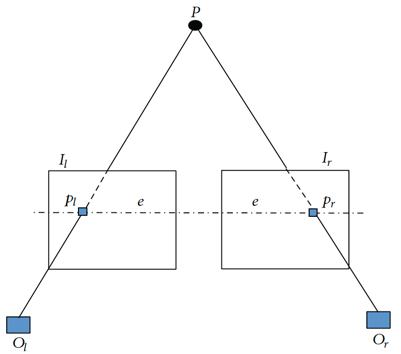 P
I_l I_r
p_l e e p_r
O_l O_r